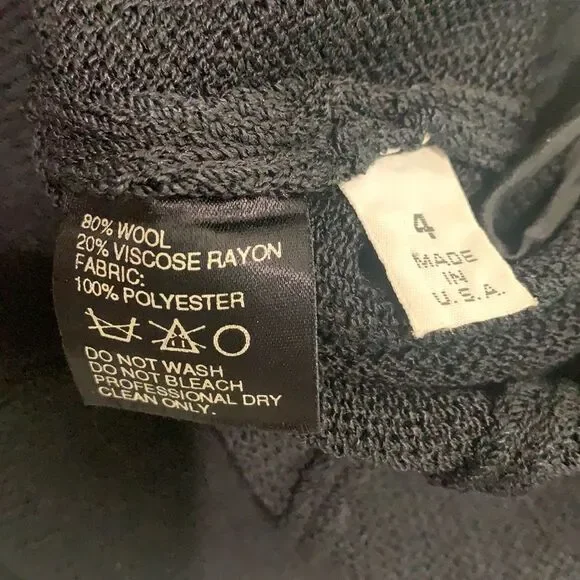 80% WOOL
20% VISCOSE RAYON
FABRIC:
100% POLYESTER
DO NOT WASH
DO NOT BLEACH
PROFESSIONAL DRY
CLEAN ONLY.
4
MADE
IN
U.S.A.